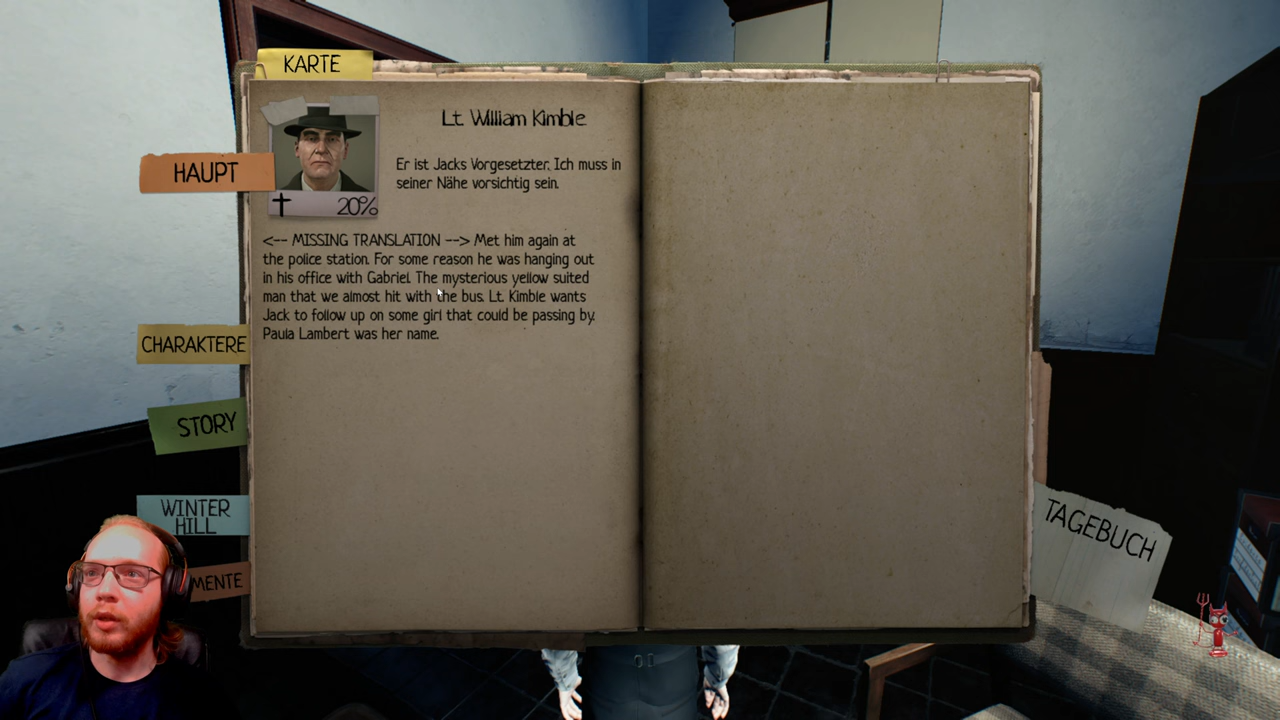 KARTE
HAUPT
20%
Lt. William Kimble
Er ist Jacks Vorgesetzter. Ich muss in
seiner Nähe vorsichtig sein.
<-- MISSING TRANSLATION --> Met him again at
the police station. For some reason he was hanging out
in his office with Gabriel. The mysterious yellow suited
man that we almost hit with the bus. Lt. Kimble wants
Jack to follow up on some girl that could be passing by.
Paula Lambert was her name.
CHARAKTERE
STORY
WINTER
HILL
MENTE
TAGEBUCH